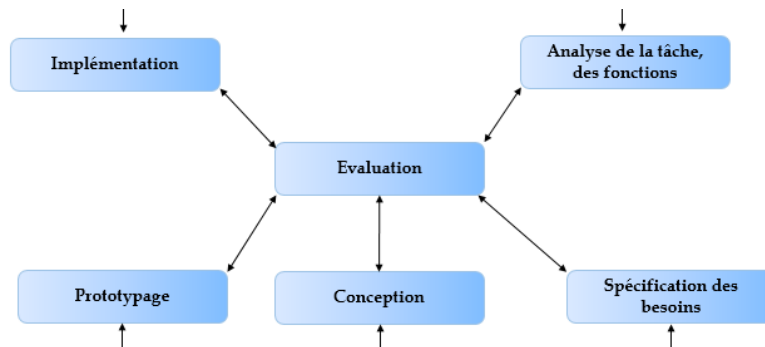 Implémentation
Analyse de la tâche,
des fonctions
Evaluation
Prototypage
Conception
Spécification des
besoins